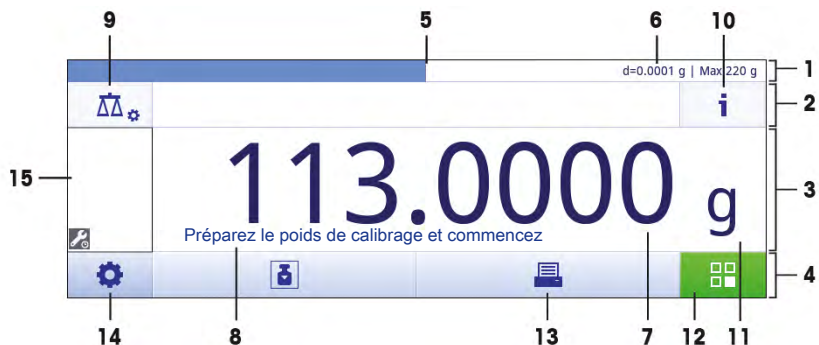 9 5 6 10
d=0.0001 g | Max 220 g
1
i
2
15
113.0000 g
3
Préparez le poids de calibrage et commencez
4
14 8 13 7 12 11